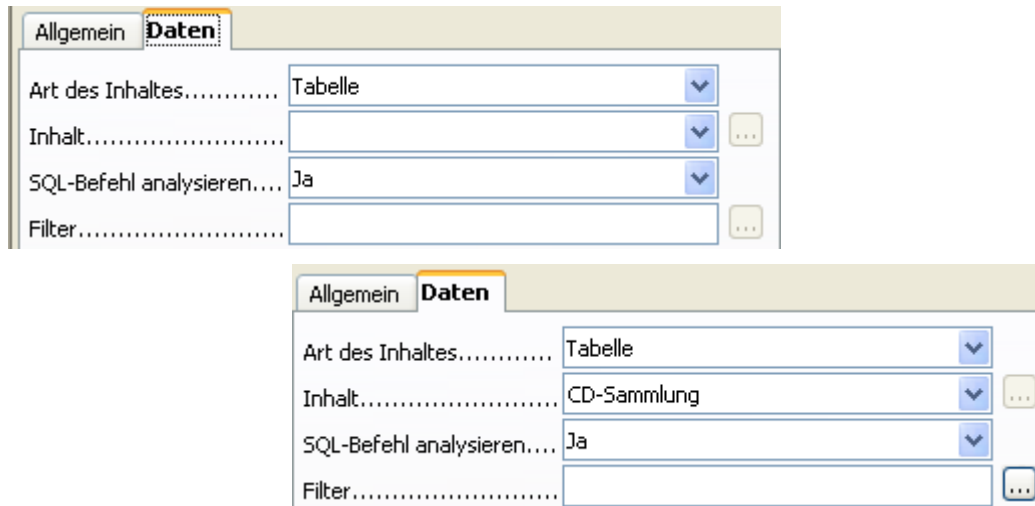 Allgemein Daten
Art des Inhaltes............ Tabelle
Inhalt......................... ...
SQL-Befehl analysieren.... Ja
Filter.......................... ...
Allgemein Daten
Art des Inhaltes............ Tabelle
Inhalt......................... CD-Sammlung ...
SQL-Befehl analysieren.... Ja
Filter.......................... ...